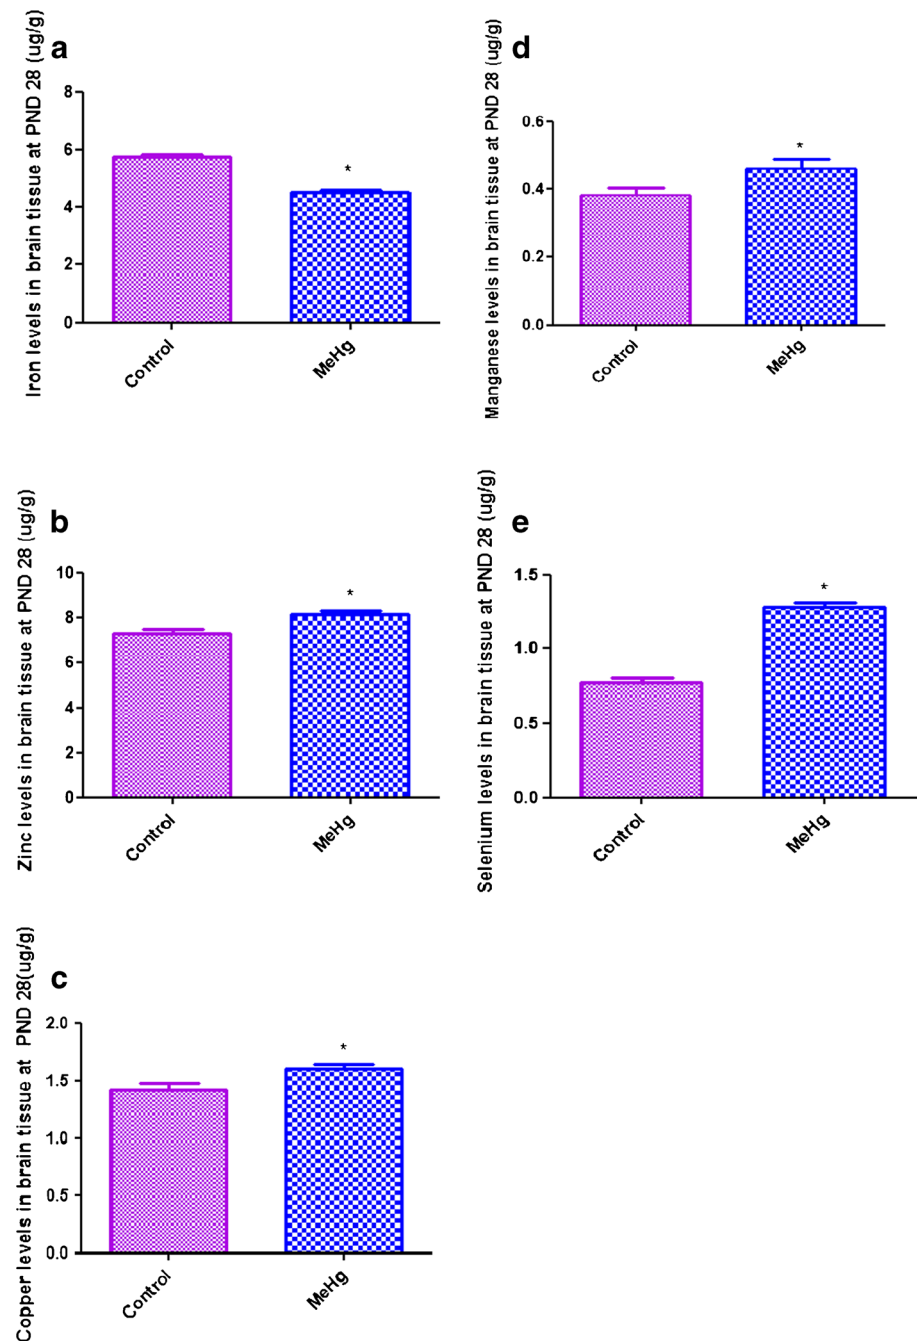 a
Iron levels in brain tissue at PND 28 (ug/g)
8
6
4
2
0
*
Control
MeHg
d
Manganese levels in brain tissue at PND 28 (ug/g)
0.6
0.4
0.2
0.0
*
Control
MeHg
b
Zinc levels in brain tissue at PND 28 (ug/g)
10
8
6
4
2
0
*
Control
MeHg
e
Selenium levels in brain tissue at PND 28 (ug/g)
1.5
1.0
0.5
0.0
*
Control
MeHg
c
Copper levels in brain tissue at PND 28(ug/g)
2.0
1.5
1.0
0.5
0.0
*
Control
MeHg